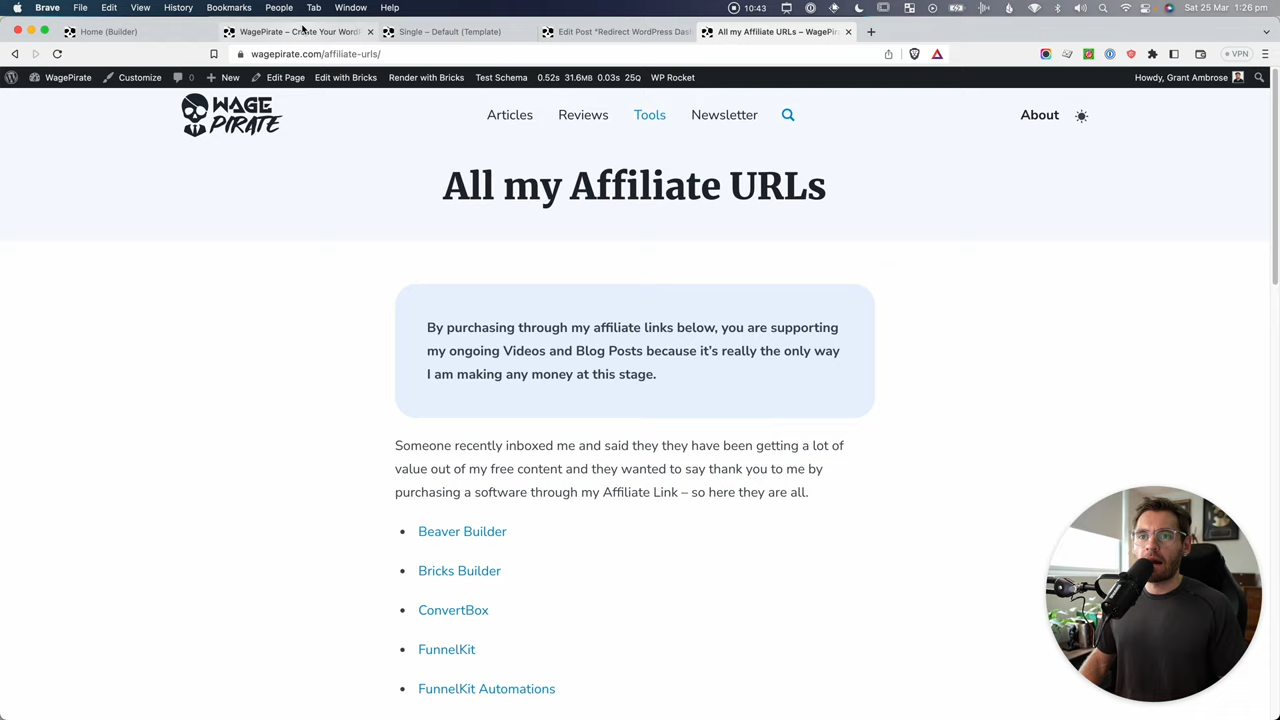 Brave File Edit View History Bookmarks People Tab Window Help 10:43 Sat 25 Mar 1:26 pm
Home (Builder) WagePirate – Create Your Word Single – Default (Template) Edit Post “Redirect WordPress Das All my Affiliate URLs – WagePira
wagepirate.com/affiliate-urls/ VPN
WagePirate Customize 0 New Edit Page Edit with Bricks Render with Bricks Test Schema 0.52s 31.6MB 0.03s 25Q WP Rocket Howdy, Grant Ambrose
WAGE
PIRATE
Articles Reviews Tools Newsletter About
All my Affiliate URLs
By purchasing through my affiliate links below, you are supporting
my ongoing Videos and Blog Posts because it’s really the only way
I am making any money at this stage.
Someone recently inboxed me and said they they have been getting a lot of
value out of my free content and they wanted to say thank you to me by
purchasing a software through my Affiliate Link – so here they are all.
Beaver Builder
Bricks Builder
ConvertBox
FunnelKit
FunnelKit Automations